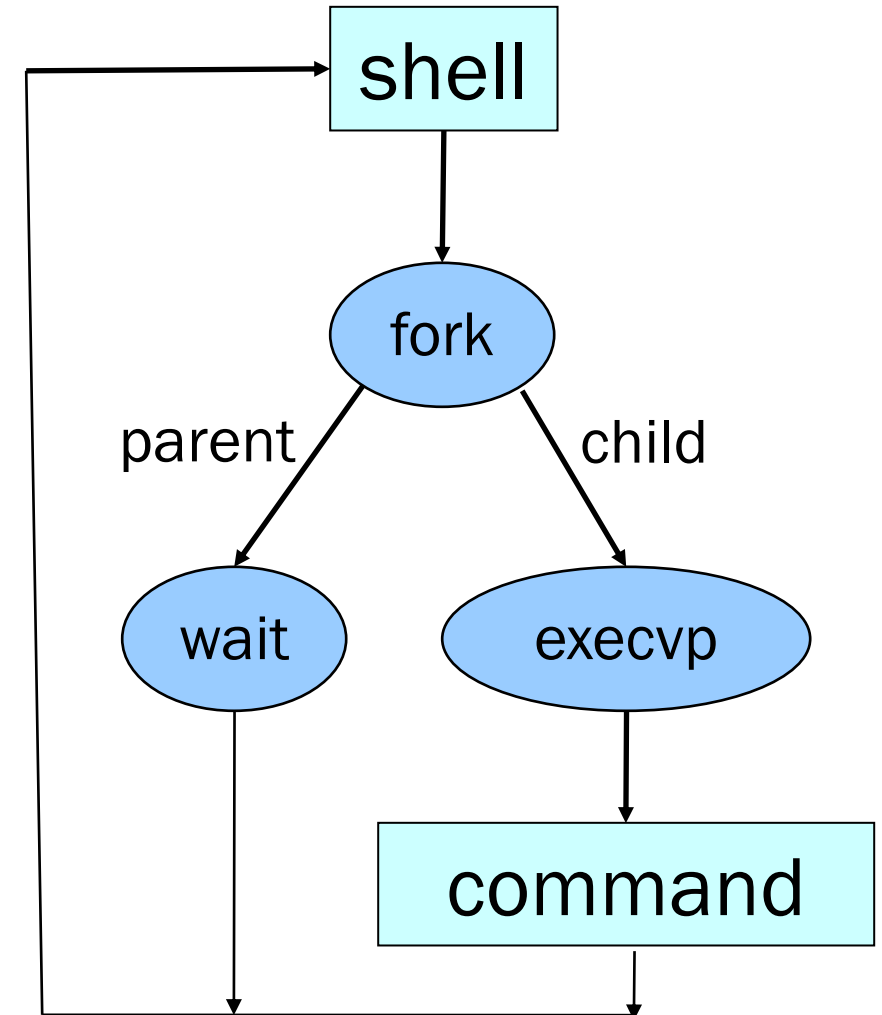 shell
fork
parent
child
wait
execvp
command